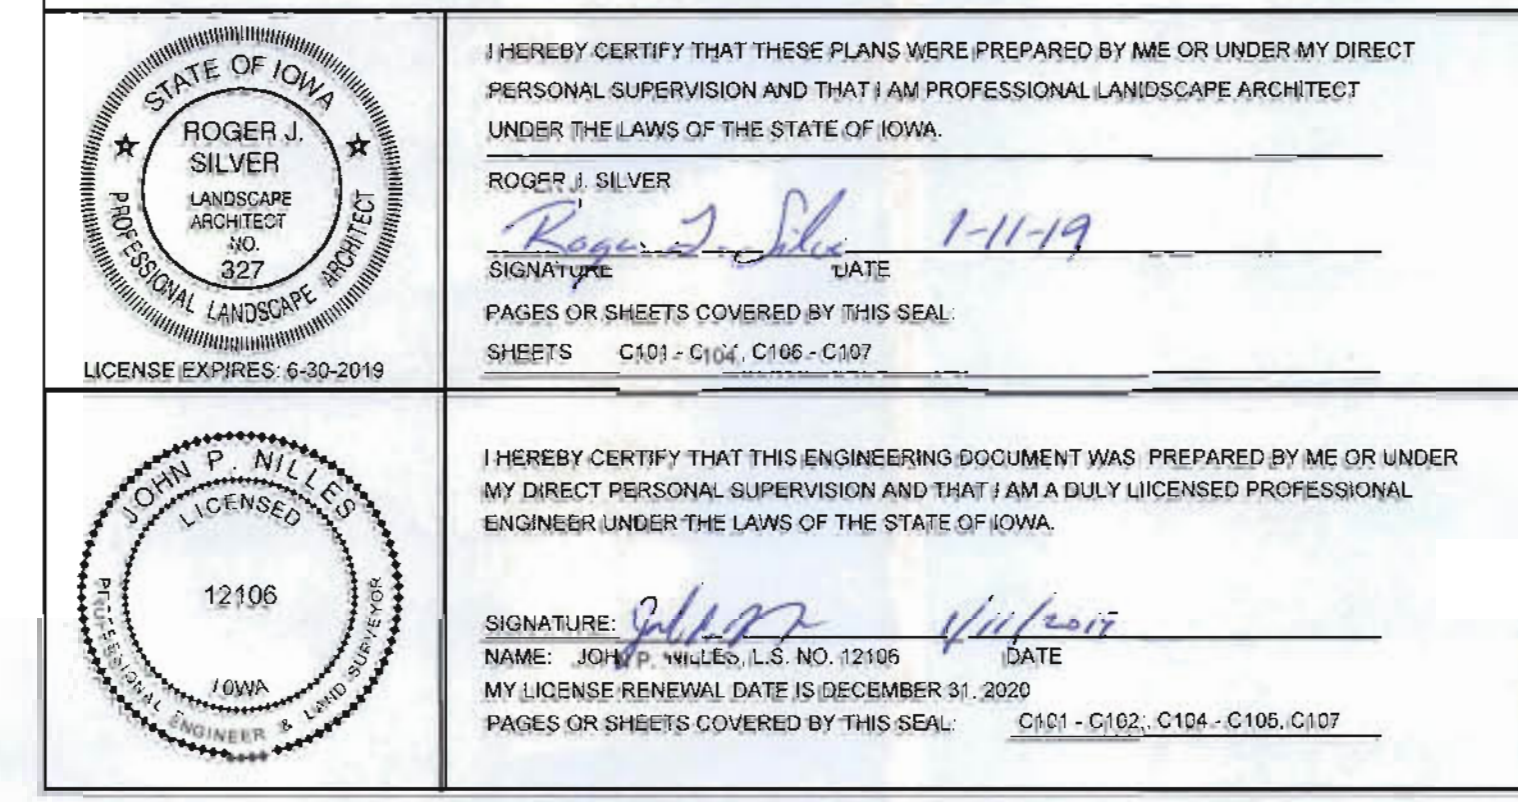 STATE OF IOWA
ROGER J.
SILVER
LANDSCAPE
ARCHITECT
NO.
327
PROFESSIONAL LANDSCAPE ARCHITECT
LICENSE EXPIRES: 6-30-2019
I HEREBY CERTIFY THAT THESE PLANS WERE PREPARED BY ME OR UNDER MY DIRECT
PERSONAL SUPERVISION AND THAT I AM PROFESSIONAL LANDSCAPE ARCHITECT
UNDER THE LAWS OF THE STATE OF IOWA.
ROGER J. SILVER
Roger J. Silver 1-11-19
SIGNATURE DATE
PAGES OR SHEETS COVERED BY THIS SEAL:
SHEETS C101 - C104, C106 - C107
JOHN P. NILLES
LICENSED
12106
IOWA
PROFESSIONAL ENGINEER & LAND SURVEYOR
I HEREBY CERTIFY THAT THIS ENGINEERING DOCUMENT WAS PREPARED BY ME OR UNDER
MY DIRECT PERSONAL SUPERVISION AND THAT I AM A DULY LIICENSED PROFESSIONAL
ENGINEER UNDER THE LAWS OF THE STATE OF IOWA.
SIGNATURE: 1/11/2019
NAME: JOHN P. NILLES, L.S. NO. 12106 DATE
MY LICENSE RENEWAL DATE IS DECEMBER 31, 2020
PAGES OR SHEETS COVERED BY THIS SEAL: C101 - C102, C104 - C105, C107